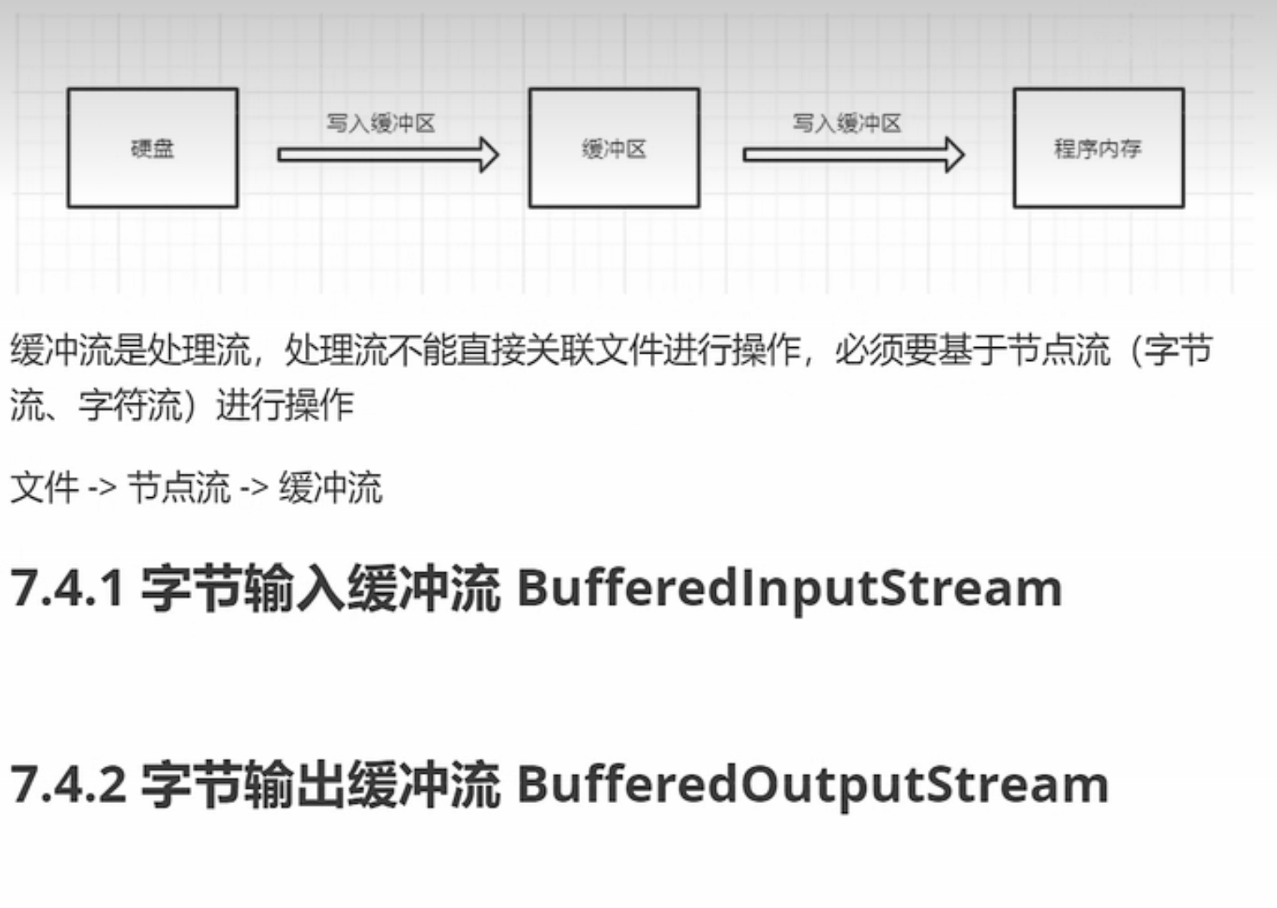 写入缓冲区 写入缓冲区
硬盘 缓冲区 程序内存
缓冲流是处理流，处理流不能直接关联文件进行操作，必须要基于节点流（字节
流、字符流）进行操作
文件 -> 节点流 -> 缓冲流
7.4.1 字节输入缓冲流 BufferedInputStream
7.4.2 字节输出缓冲流 BufferedOutputStream